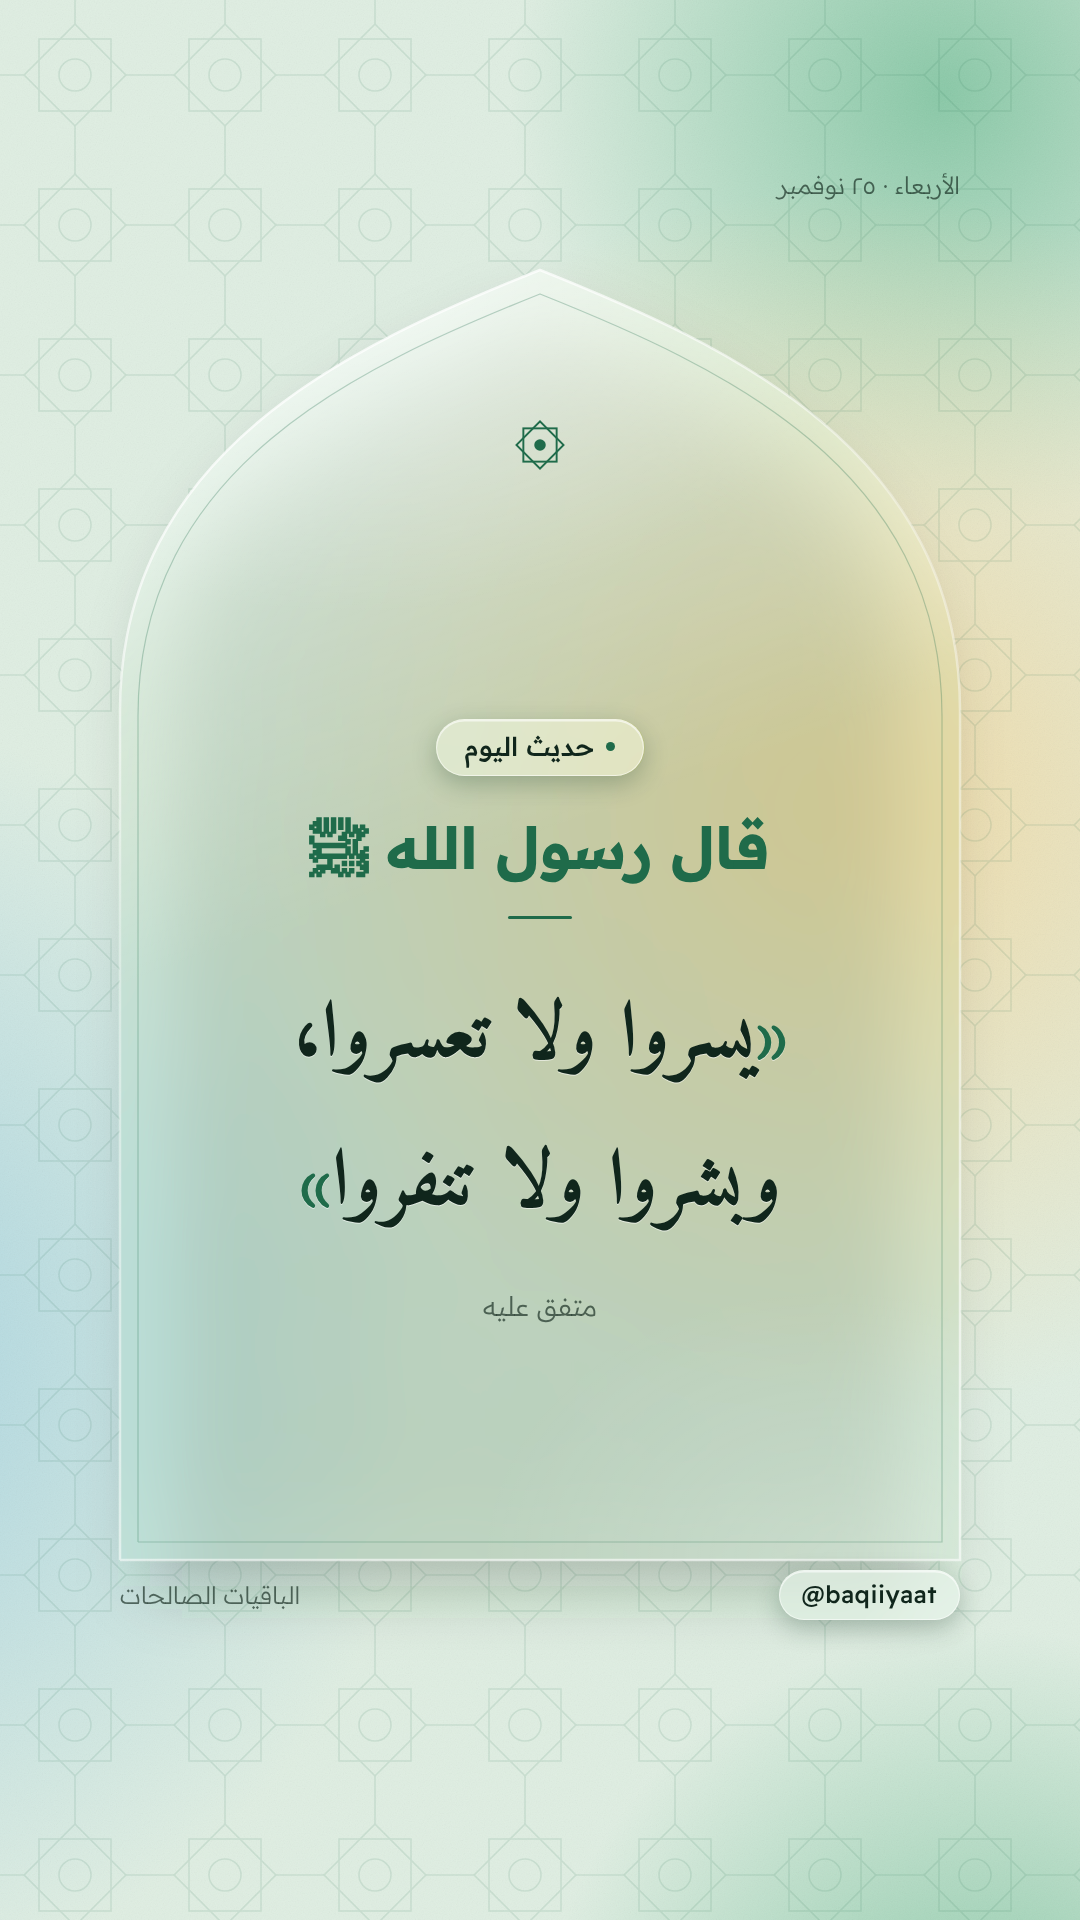 الأربعاء · ٢٥ نوفمبر
حديث اليوم
قال رسول الله ﷺ
«يسروا ولا تعسروا،
وبشروا ولا تنفروا»
متفق عليه
@baqiiyaat
الباقيات الصالحات